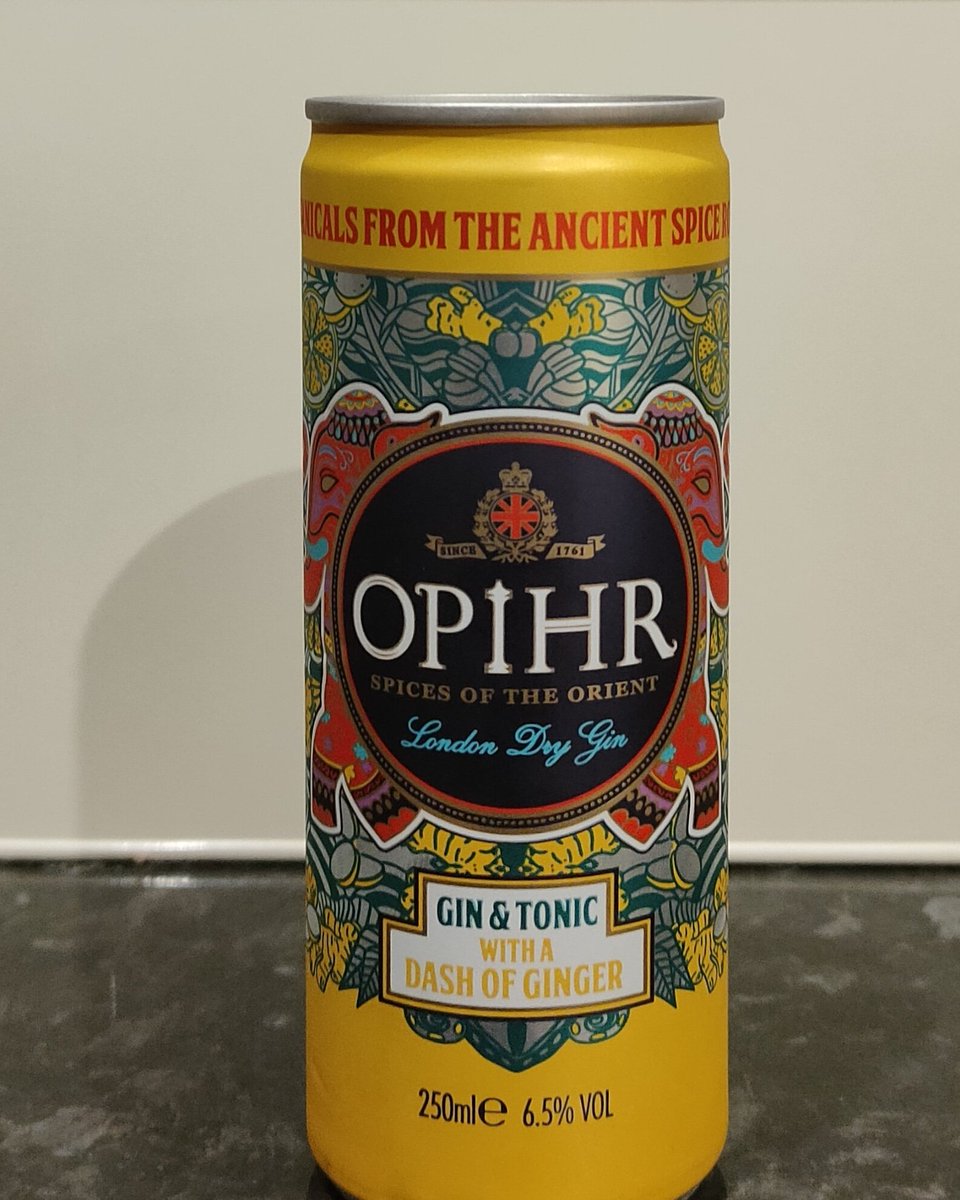 NICALS FROM THE ANCIENT SPICE R
SINCE 1761
OPIHR
SPICES OF THE ORIENT
London Dry Gin
GIN & TONIC
WITH A
DASH OF GINGER
250ml℮ 6.5% VOL